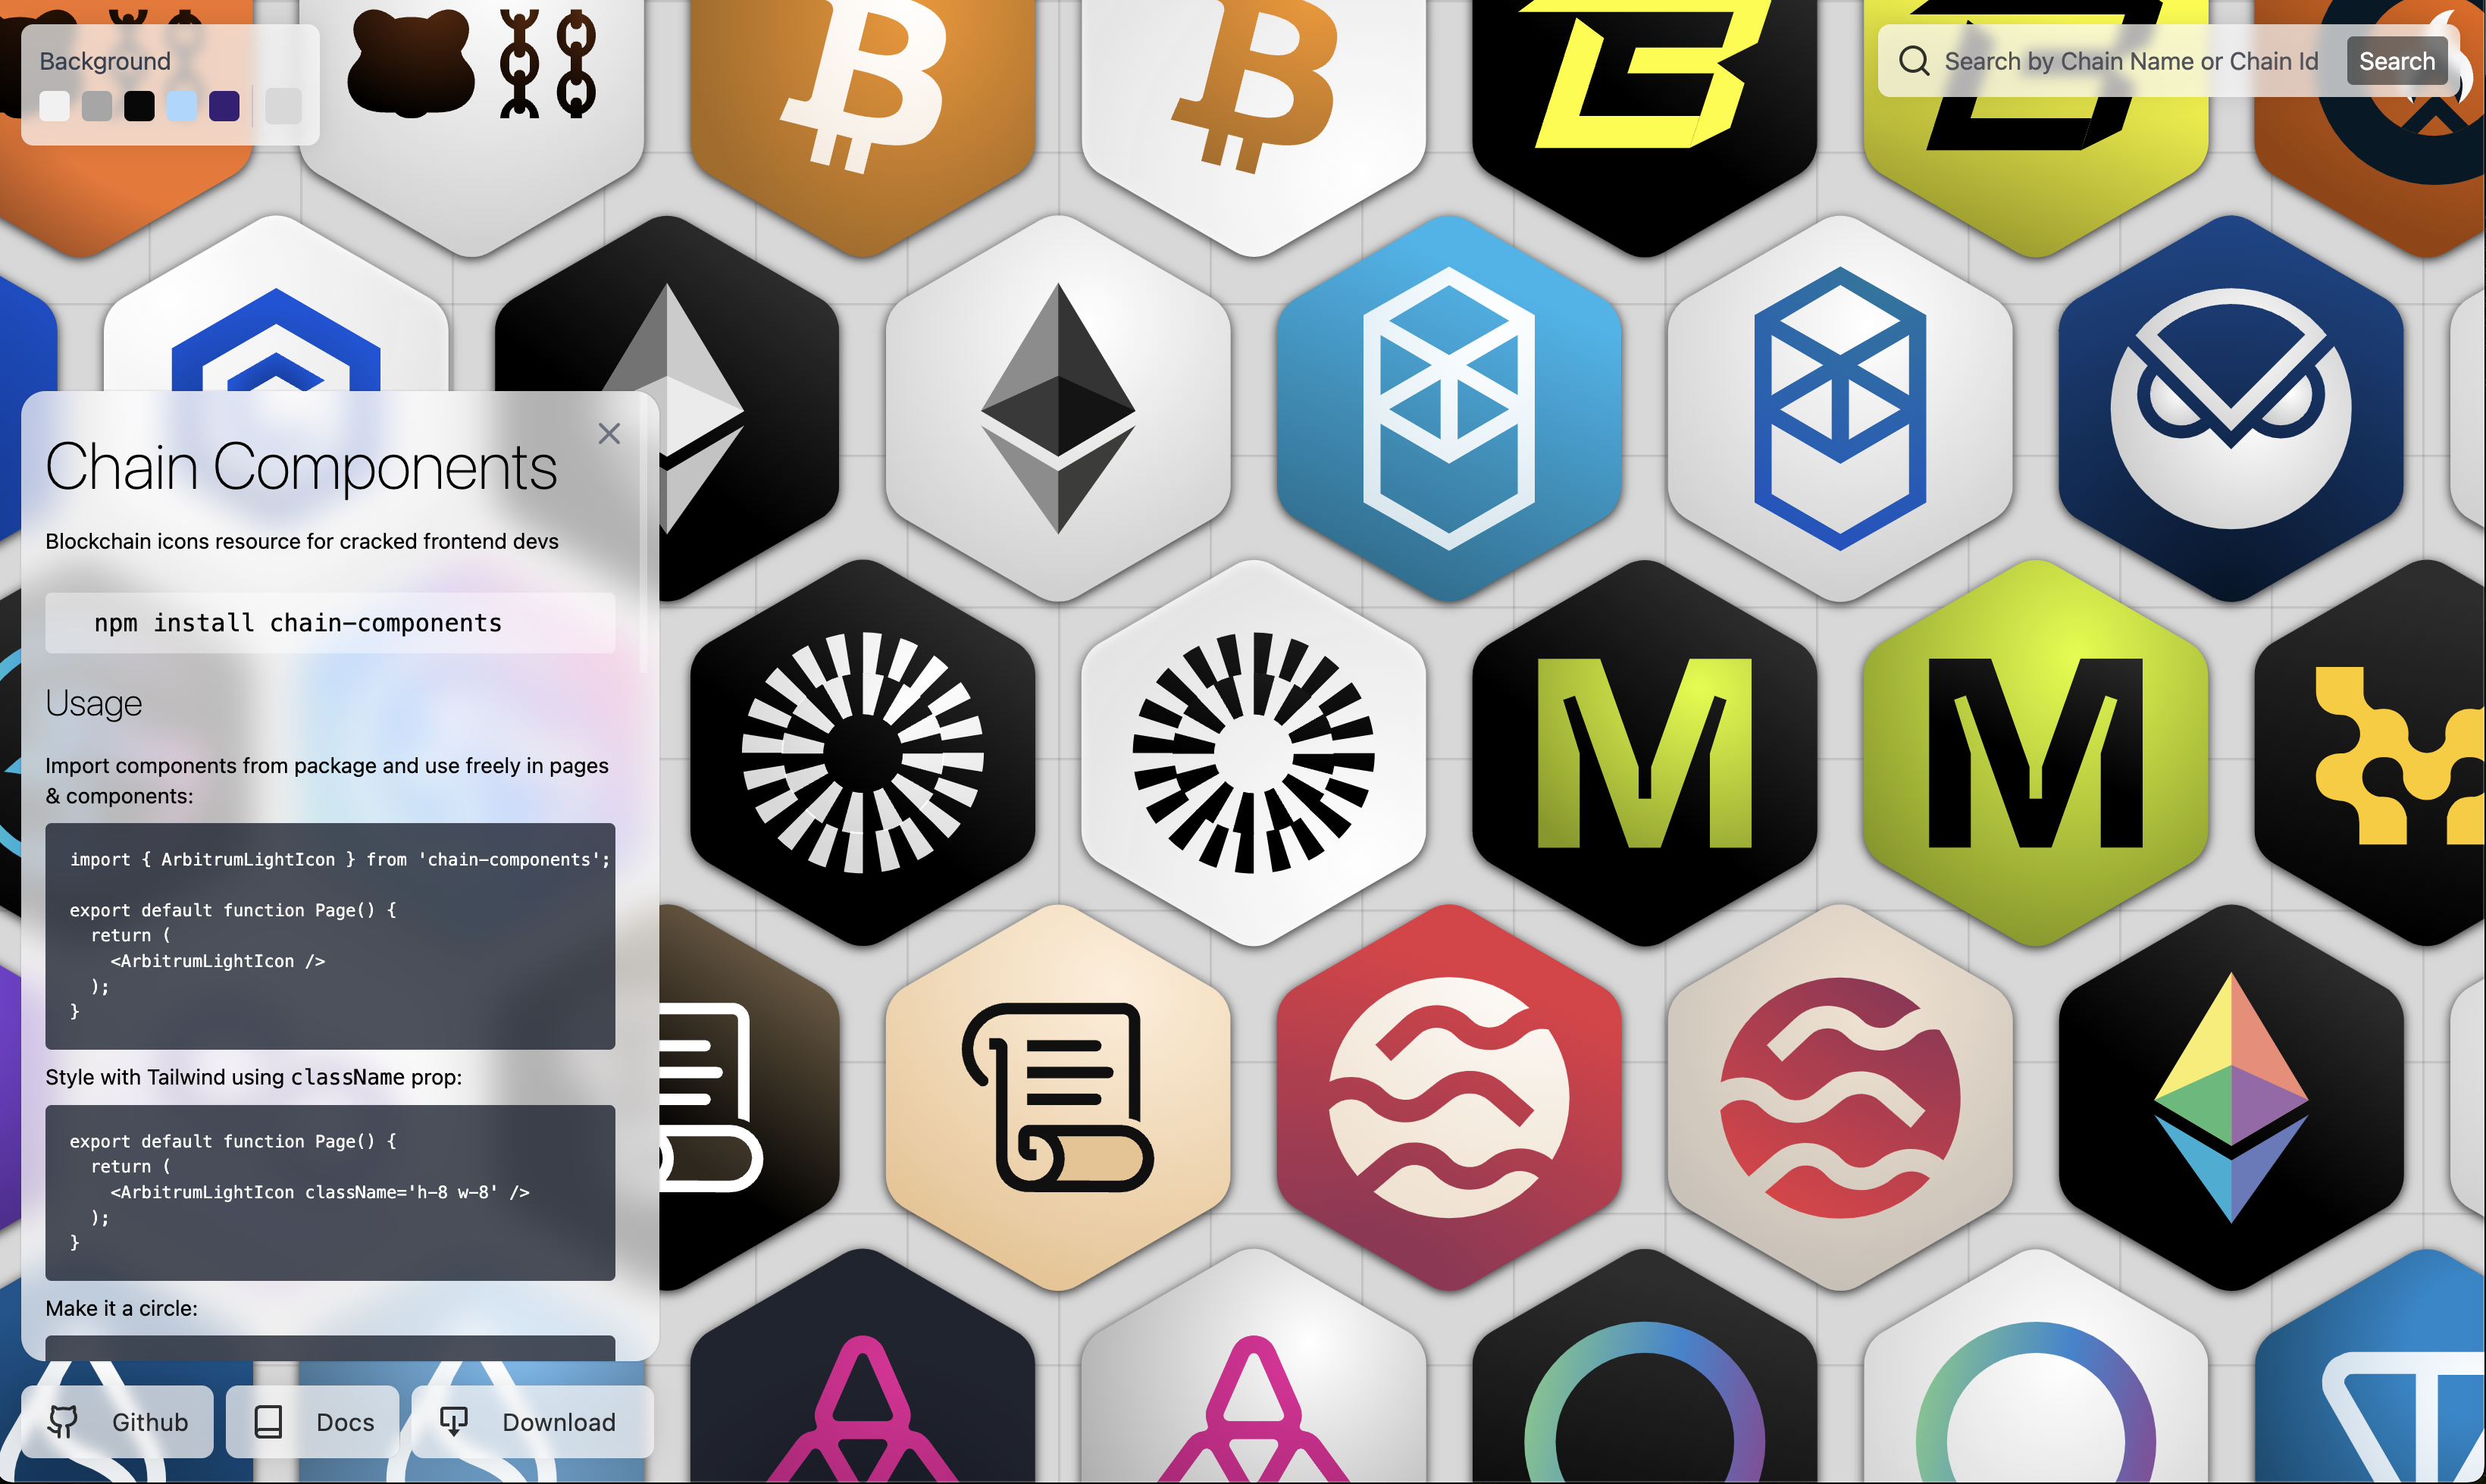 Background
Search by Chain Name or Chain Id
Search
Chain Components
Blockchain icons resource for cracked frontend devs
npm install chain-components
Usage
Import components from package and use freely in pages
& components:
import { ArbitrumLightIcon } from 'chain-components';
export default function Page() {
return (
<ArbitrumLightIcon />
);
}
Style with Tailwind using className prop:
export default function Page() {
return (
<ArbitrumLightIcon className='h-8 w-8' />
);
}
Make it a circle:
Github
Docs
Download